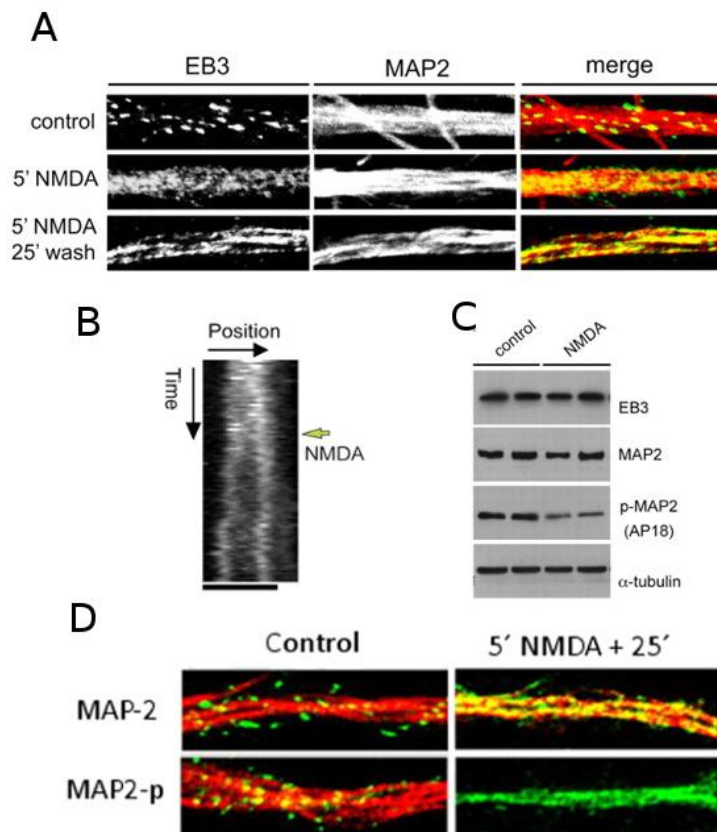 A
EB3 MAP2 merge
control
5' NMDA
5' NMDA
25' wash
B
Position
Time
NMDA
C
control NMDA
EB3
MAP2
p-MAP2
(AP18)
α-tubulin
D
Control 5´ NMDA + 25´
MAP-2
MAP2-p